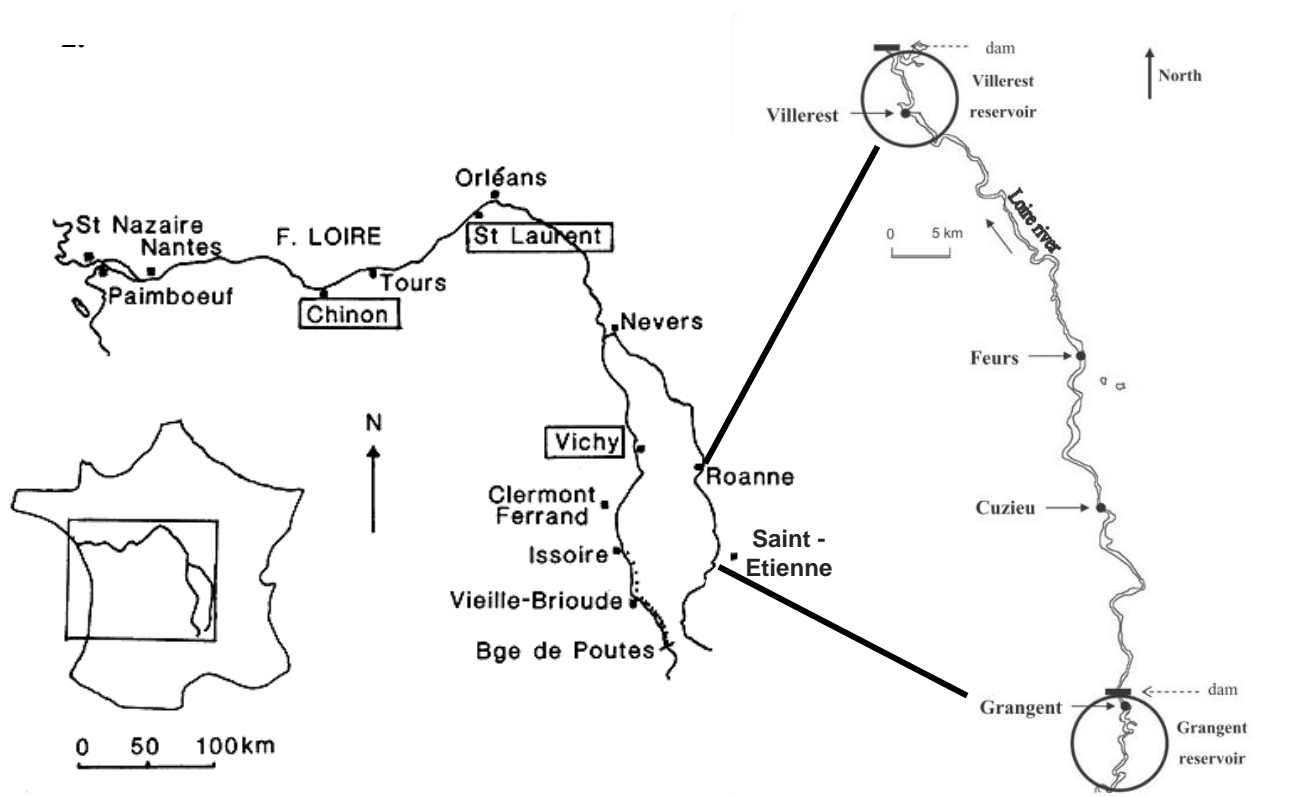 St Nazaire
Nantes
Paimboeuf
F. LOIRE
Orléans
St Laurent
Tours
Chinon
Nevers
Vichy
Roanne
Clermont
Ferrand
Issoire
Saint -
Etienne
Vieille-Brioude
Bge de Poutes
N
0 50 100km
dam
North
Villerest
reservoir
Villerest
Loire river
0 5 km
Feurs
Cuzieu
dam
Grangent
Grangent
reservoir